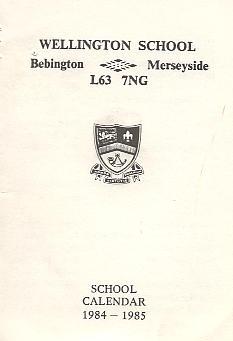 WELLINGTON SCHOOL
Bebington Merseyside
L63 7NG
SCHOOL
CALENDAR
1984 – 1985